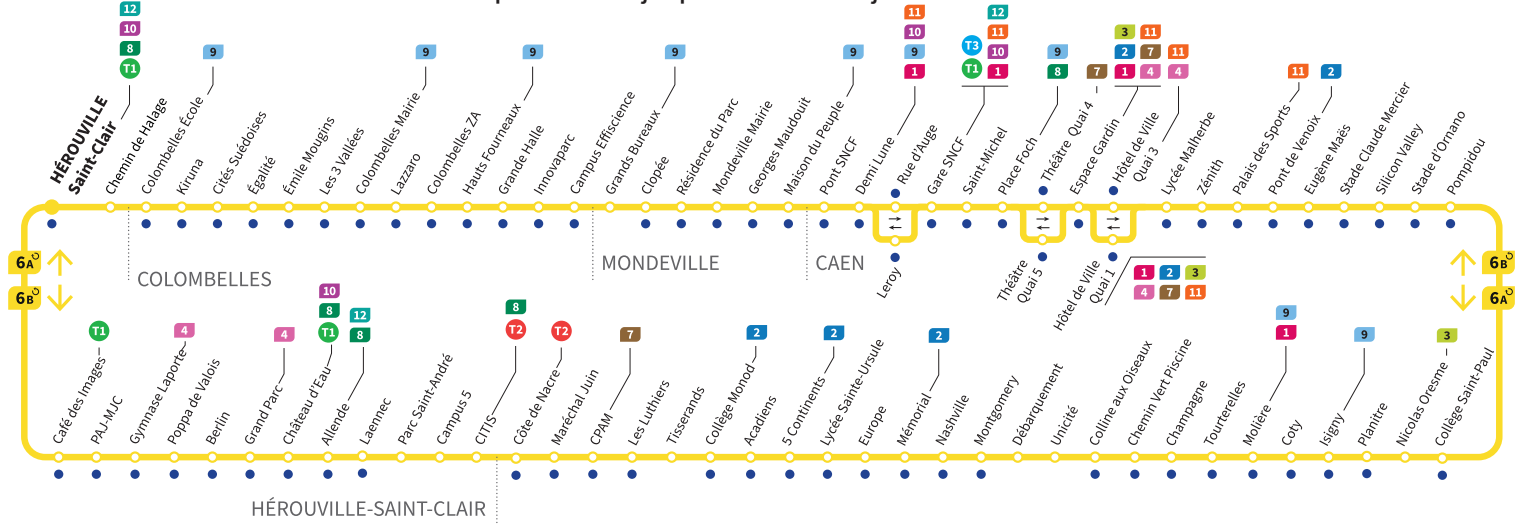 12
10
8
T1
9
9
9
9
9
11
10
9
1
T3
T1
12
11
10
1
9
8
7
3
2
1
11
7
4
11
4
11
2
HÉROUVILLE
Saint-Clair
Chemin de Halage
Colombelles École
Kiruna
Cités Suédoises
Égalité
Émile Mougins
Les 3 Vallées
Colombelles Mairie
Lazzaro
Colombelles ZA
Hauts Fourneaux
Grande Halle
Innovaparc
Campus Effiscience
Grands Bureaux
Clopée
Résidence du Parc
Mondeville Mairie
Georges Maudouit
Maison du Peuple
Pont SNCF
Demi Lune
Rue d'Auge
Gare SNCF
Saint-Michel
Place Foch
Théâtre Quai 4
Espace Gardin
Hôtel de Ville
Quai 3
Lycée Malherbe
Zénith
Palais des Sports
Pont de Venoix
Eugène Maës
Stade Claude Mercier
Silicon Valley
Stade d'Ornano
Pompidou
6A
6B
COLOMBELLES
MONDEVILLE
CAEN
Leroy
Théâtre
Quai 5
Hôtel de Ville
Quai 1
1 2 3
4 7 11
6B
6A
T1
4
4
10
8
T1
12
8
8
T2
T2
7
2
2
2
9
1
9
3
Café des Images
PAJ-MJC
Gymnase Laporte
Poppa de Valois
Berlin
Grand Parc
Château d'Eau
Allende
Laennec
Parc Saint-André
Campus 5
CITIS
Côte de Nacre
Maréchal Juin
CPAM
Les Luthiers
Tisserands
Collège Monod
Acadiens
5 Continents
Lycée Sainte-Ursule
Europe
Mémorial
Nashville
Montgomery
Débarquement
Unicité
Colline aux Oiseaux
Chemin Vert Piscine
Champagne
Tourterelles
Molière
Coty
Isigny
Planitre
Nicolas Oresme
Collège Saint-Paul
HÉROUVILLE-SAINT-CLAIR